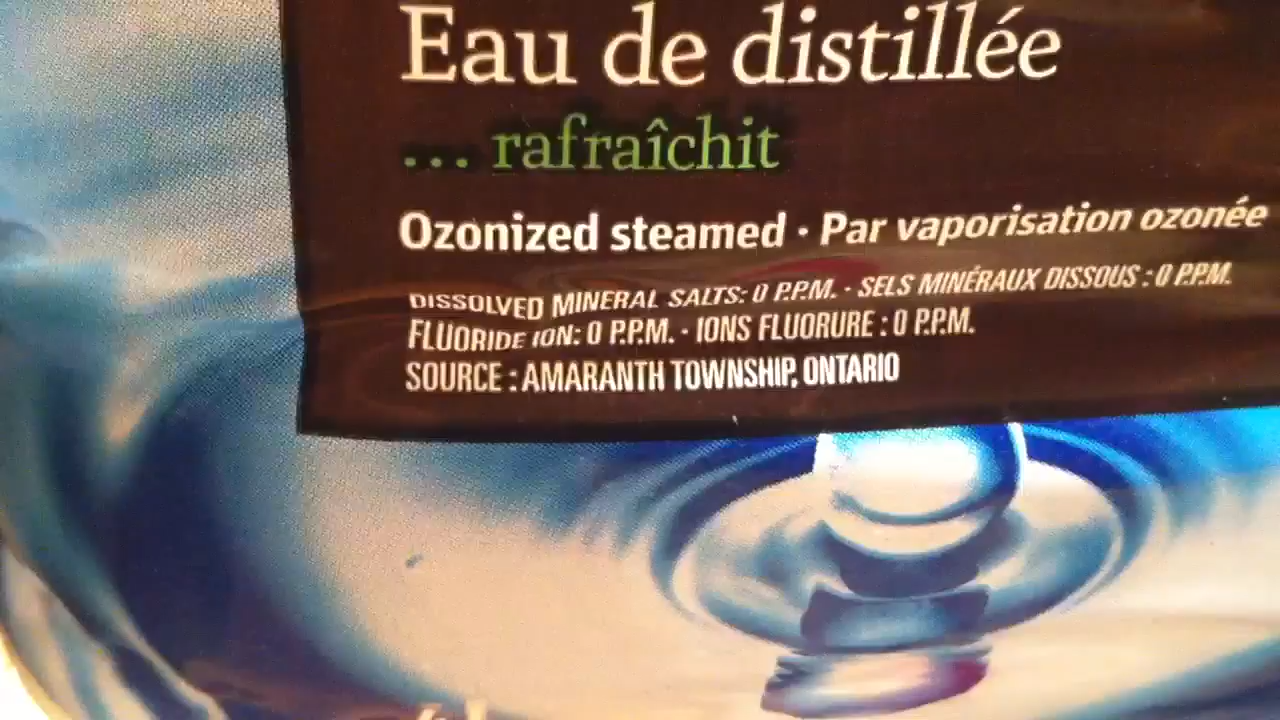 Eau de distillée
... rafraîchit
Ozonized steamed · Par vaporisation ozonée
DISSOLVED MINERAL SALTS: 0 P.P.M. · SELS MINÉRAUX DISSOUS : 0 P.P.M.
FLUORIDE ION: 0 P.P.M. · IONS FLUORURE : 0 P.P.M.
SOURCE : AMARANTH TOWNSHIP, ONTARIO